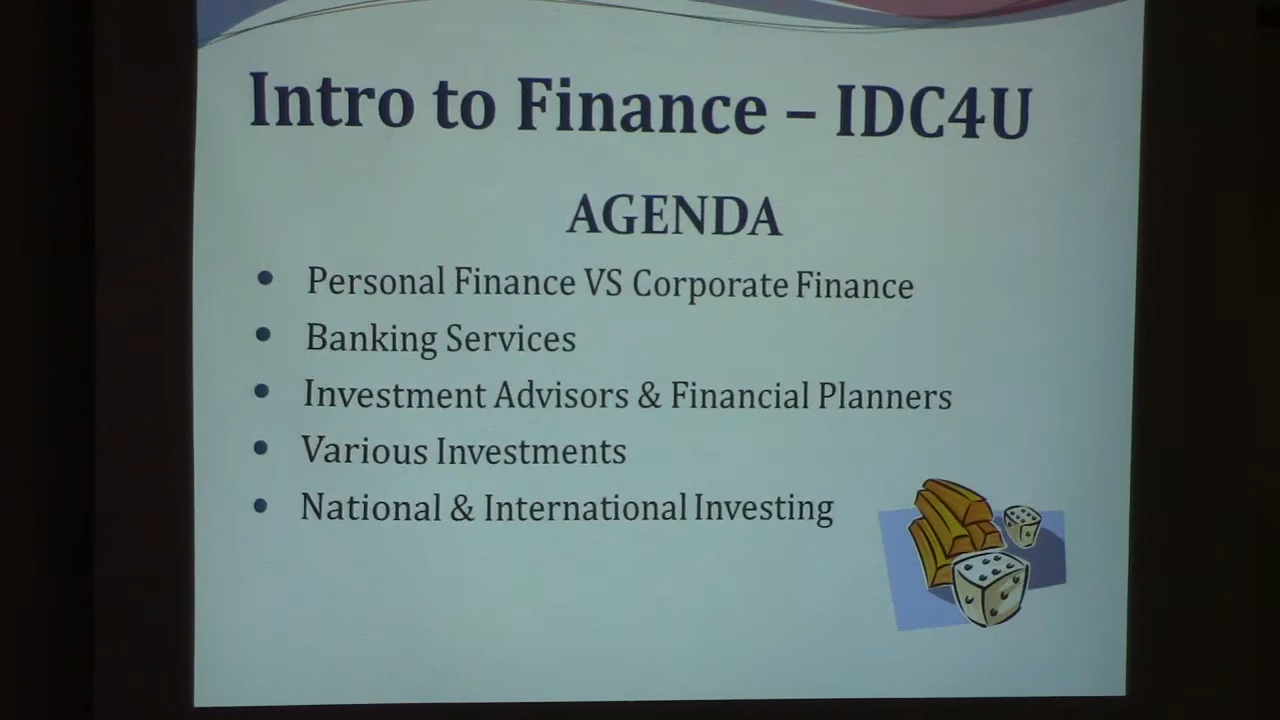 Intro to Finance – IDC4U
AGENDA
• Personal Finance VS Corporate Finance
• Banking Services
• Investment Advisors & Financial Planners
• Various Investments
• National & International Investing